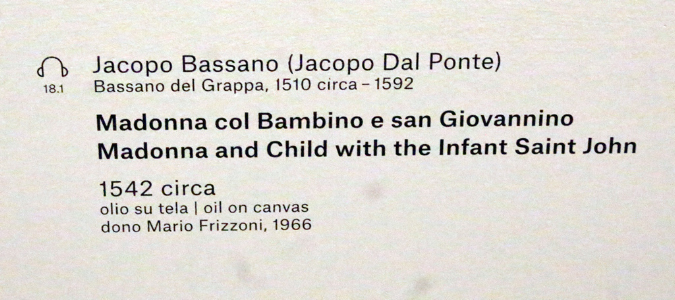 Jacopo Bassano (Jacopo Dal Ponte)
18.1 Bassano del Grappa, 1510 circa – 1592
Madonna col Bambino e san Giovannino
Madonna and Child with the Infant Saint John
1542 circa
olio su tela | oil on canvas
dono Mario Frizzoni, 1966